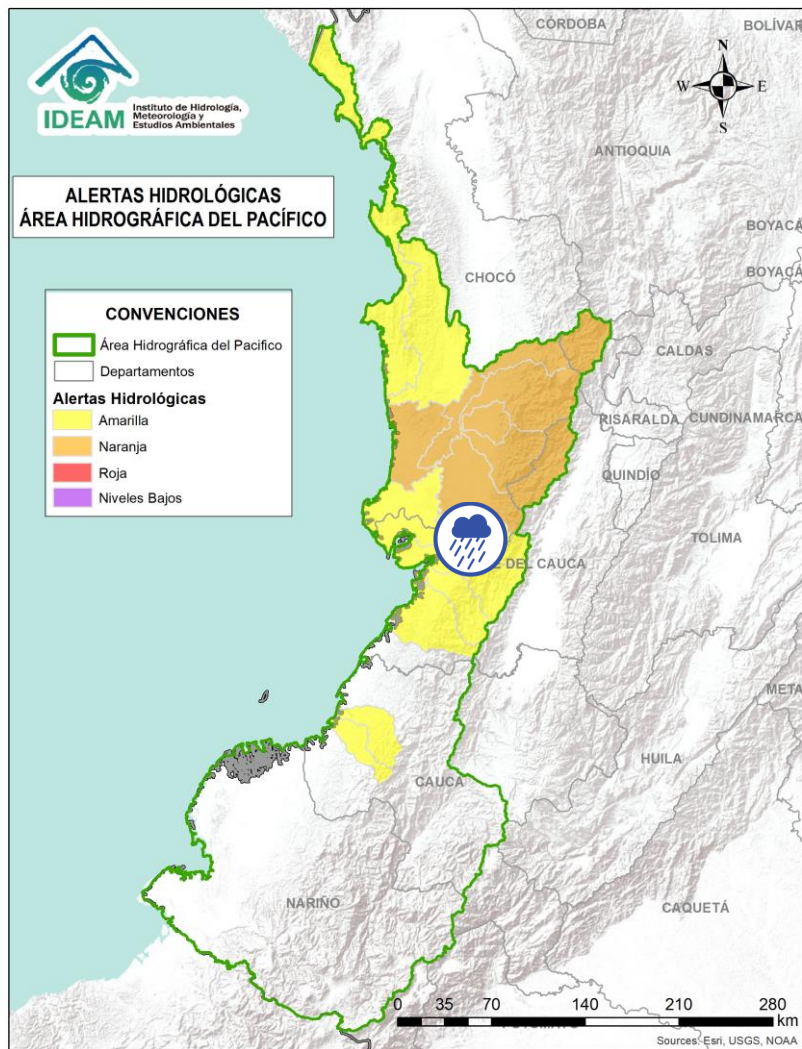 CÓRDOBA
BOLÍVAR
N
W
E
S
IDEAM
Instituto de Hidrología,
Meteorología y
Estudios Ambientales
ANTIOQUIA
ALERTAS HIDROLÓGICAS
ÁREA HIDROGRÁFICA DEL PACÍFICO
BOYACÁ
BOYACÁ
CHOCÓ
CONVENCIONES
Área Hidrográfica del Pacifico
Departamentos
Alertas Hidrológicas
Amarilla
Naranja
Roja
Niveles Bajos
CALDAS
RISARALDA
CUNDINAMARCA
QUINDÍO
TOLIMA
DEL CAUCA
META
HUILA
CAUCA
NARIÑO
CAQUETÁ
0 35 70 140 210 280
km
Sources: Esri, USGS, NOAA